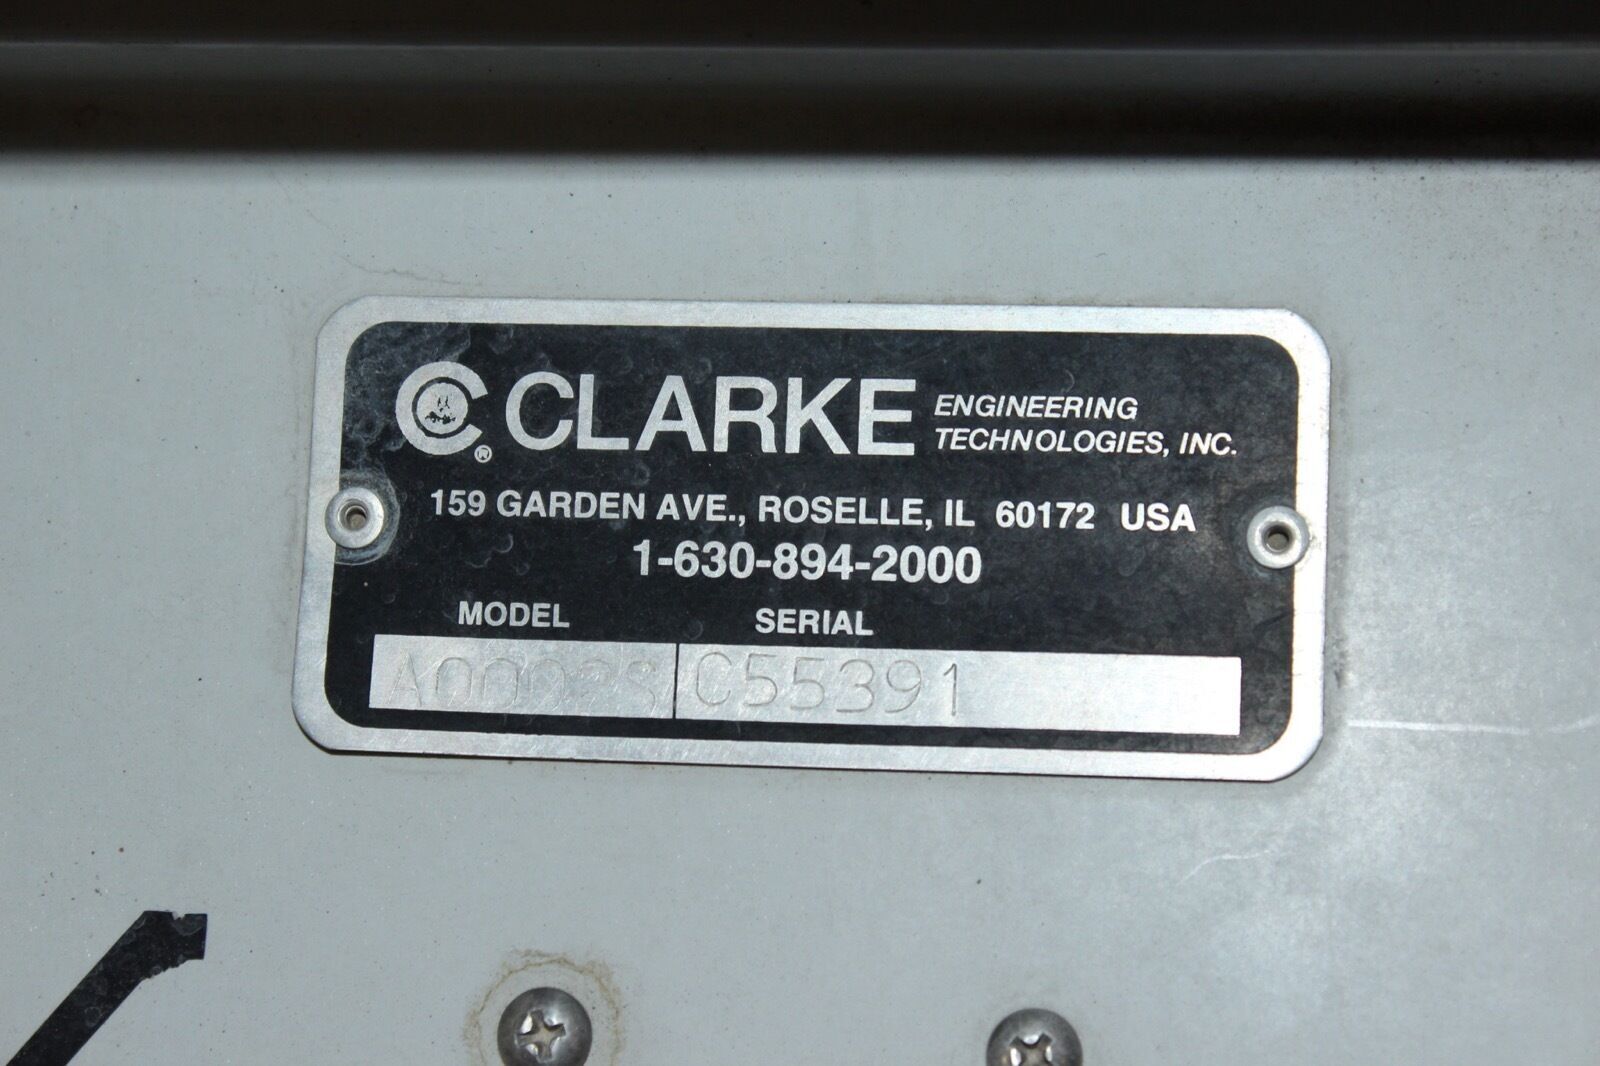 CLARKE ENGINEERING
TECHNOLOGIES, INC.
159 GARDEN AVE., ROSELLE, IL 60172 USA
1-630-894-2000
MODEL SERIAL
C55391